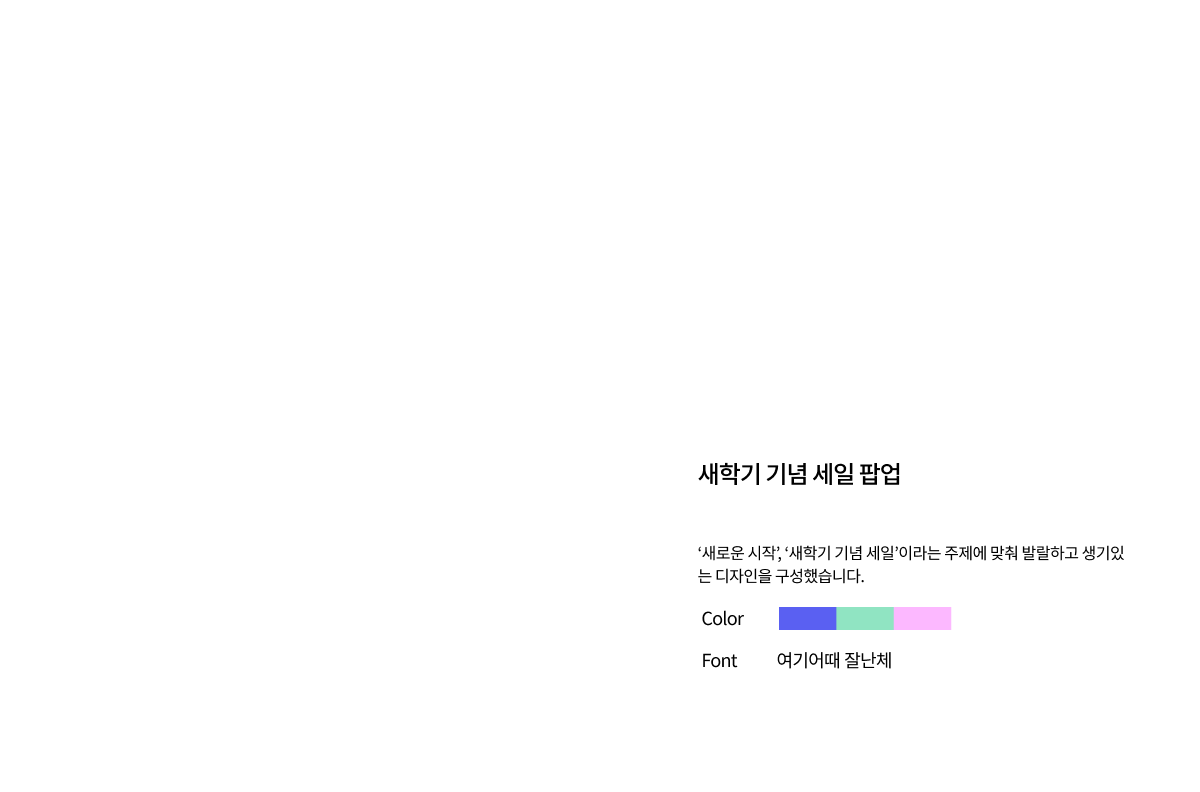 새학기 기념 세일 팝업
‘새로운 시작’, ‘새학기 기념 세일’이라는 주제에 맞춰 발랄하고 생기있
는 디자인을 구성했습니다.
Color
Font 여기어때 잘난체